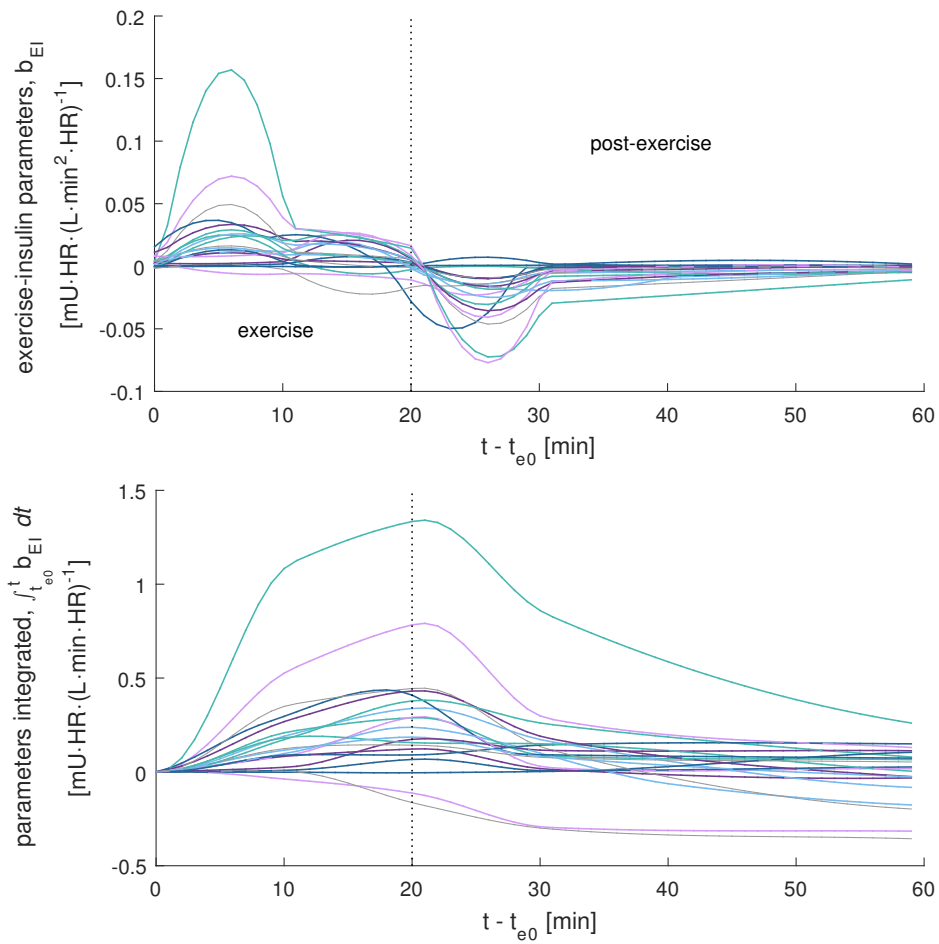 exercise-insulin parameters, b_EI
[mU·HR·(L·min²·HR)⁻¹
0.2
0.15
0.1
0.05
0
-0.05
-0.1
post-exercise
exercise
0 10 20 30 40 50 60
t - t_e0 [min]
parameters integrated, ∫_{t_e0}^t b_EI dt
[mU·HR·(L·min·HR)⁻¹
1.5
1
0.5
0
-0.5
0 10 20 30 40 50 60
t - t_e0 [min]